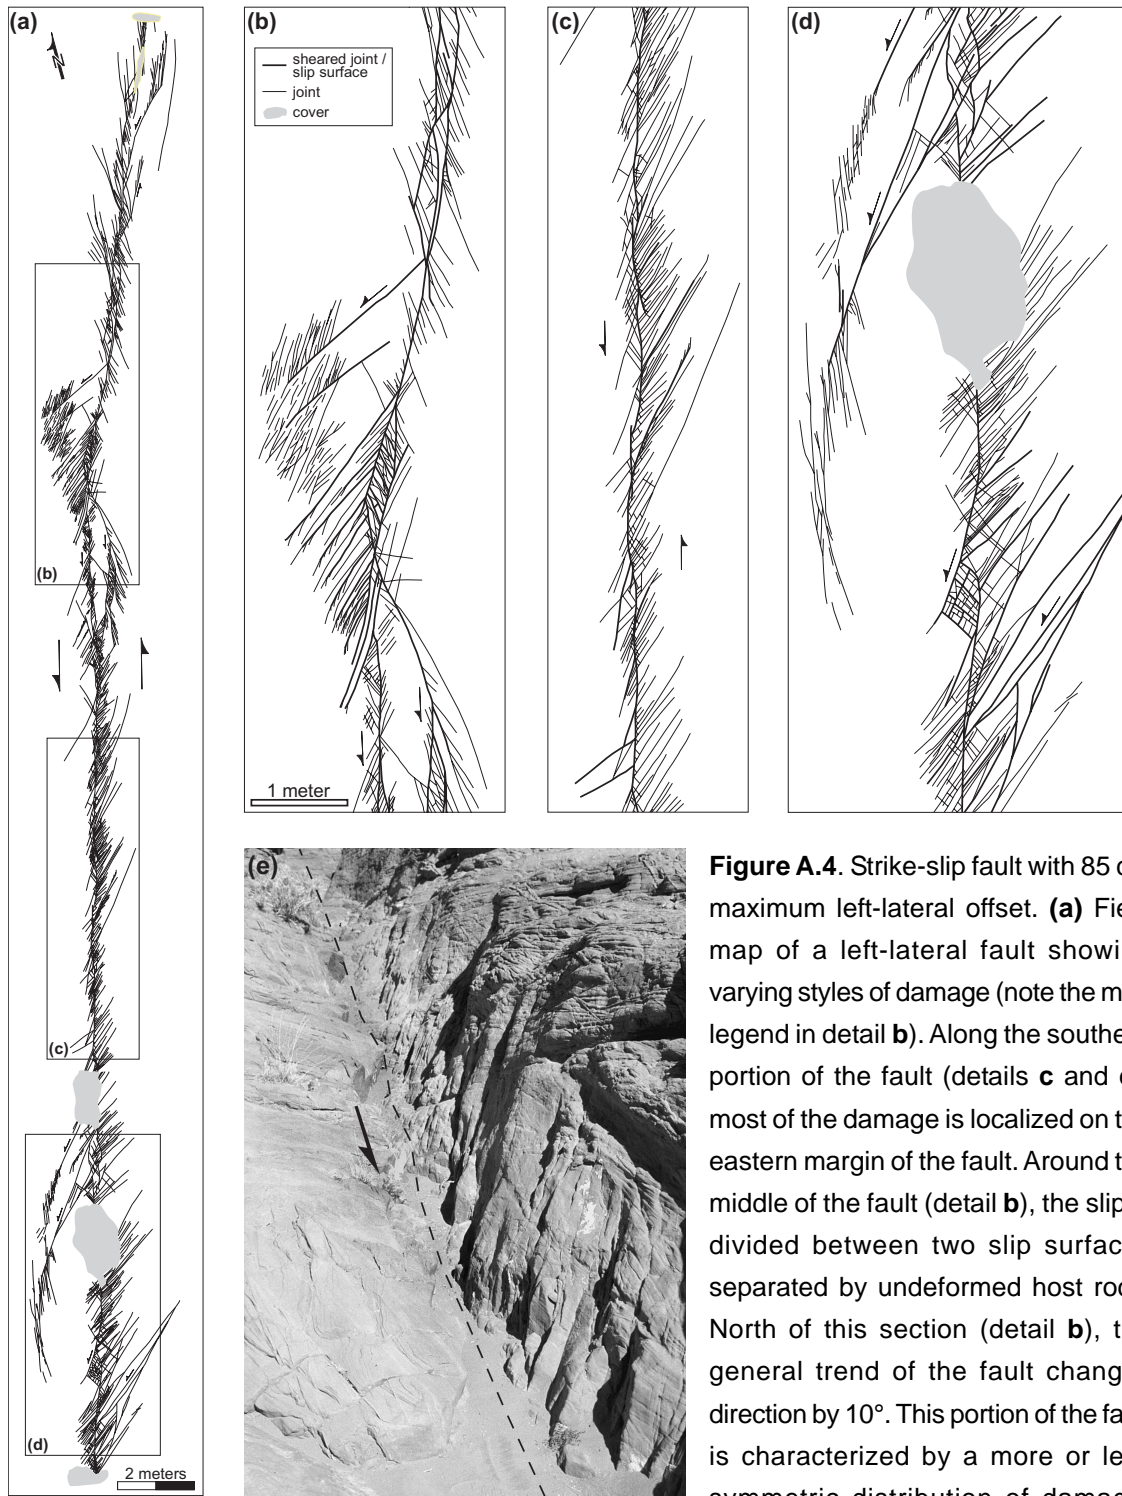 (a)
N
(b)
(c)
(d)
2 meters
(b)
sheared joint /
slip surface
joint
cover
1 meter
(c)
(d)
(e)
Figure A.4. Strike-slip fault with 85 c
maximum left-lateral offset. (a) Fie
map of a left-lateral fault showi
varying styles of damage (note the m
legend in detail b). Along the southe
portion of the fault (details c and
most of the damage is localized on t
eastern margin of the fault. Around t
middle of the fault (detail b), the slip
divided between two slip surfac
separated by undeformed host roc
North of this section (detail b), t
general trend of the fault chang
direction by 10°. This portion of the fa
is characterized by a more or le
symmetric distribution of damag